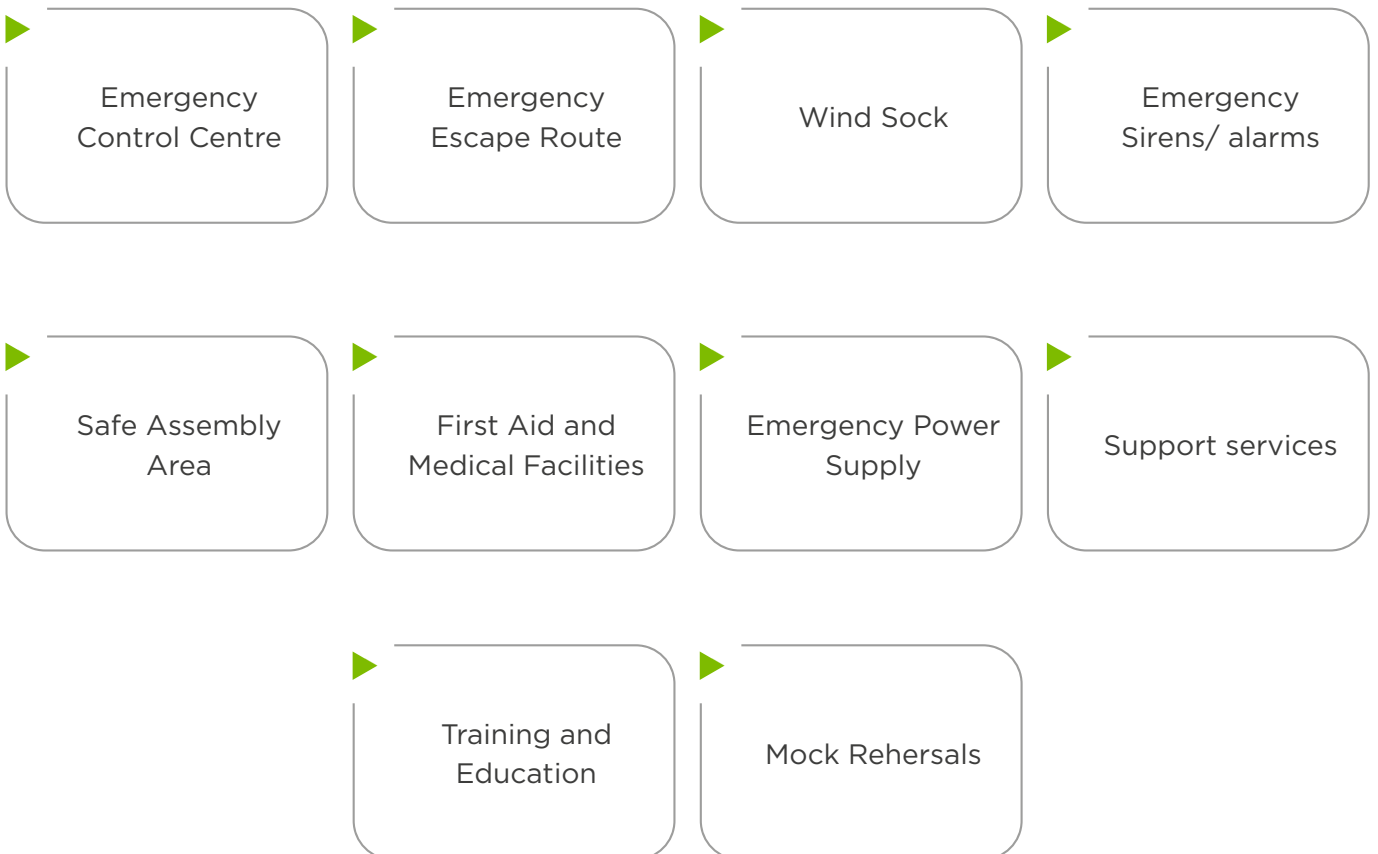 Emergency
Control Centre
Emergency
Escape Route
Wind Sock
Emergency
Sirens/ alarms
Safe Assembly
Area
First Aid and
Medical Facilities
Emergency Power
Supply
Support services
Training and
Education
Mock Rehersals